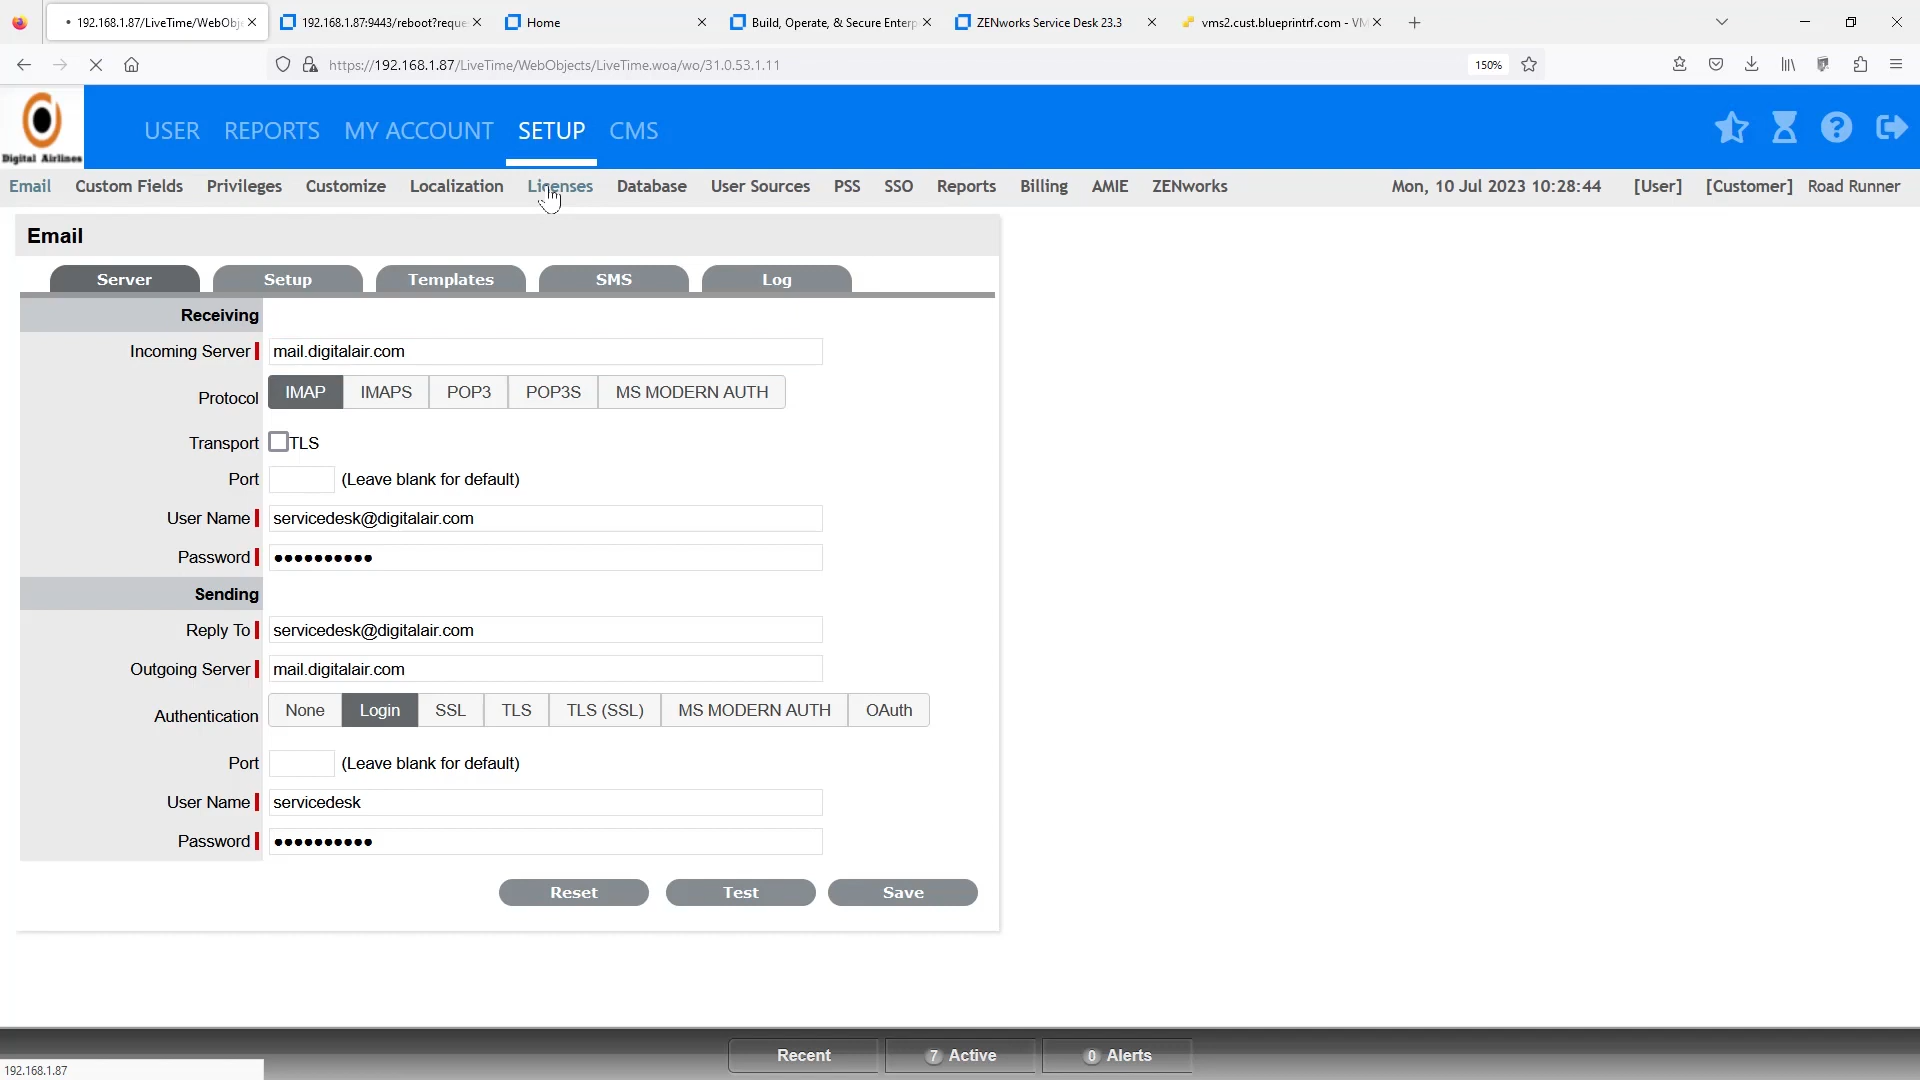 192.168.1.87/LiveTime/WebObj
192.168.1.87:9443/reboot?reque
Home
Build, Operate, & Secure Enterp
ZENworks Service Desk 23.3
vms2.cust.blueprintrf.com - VM
https://192.168.1.87/LiveTime/WebObjects/LiveTime.woa/wo/31.0.53.1.11
150%
Digital Airlines
USER REPORTS MY ACCOUNT SETUP CMS
Email Custom Fields Privileges Customize Localization Licenses Database User Sources PSS SSO Reports Billing AMIE ZENworks Mon, 10 Jul 2023 10:28:44 [User] [Customer] Road Runner
Email
Server Setup Templates SMS Log
Receiving
Incoming Server mail.digitalair.com
Protocol IMAP IMAPS POP3 POP3S MS MODERN AUTH
Transport TLS
Port (Leave blank for default)
User Name servicedesk@digitalair.com
Password ●●●●●●●●●●
Sending
Reply To servicedesk@digitalair.com
Outgoing Server mail.digitalair.com
Authentication None Login SSL TLS TLS (SSL) MS MODERN AUTH OAuth
Port (Leave blank for default)
User Name servicedesk
Password ●●●●●●●●●●
Reset Test Save
Recent 7 Active 0 Alerts
192.168.1.87